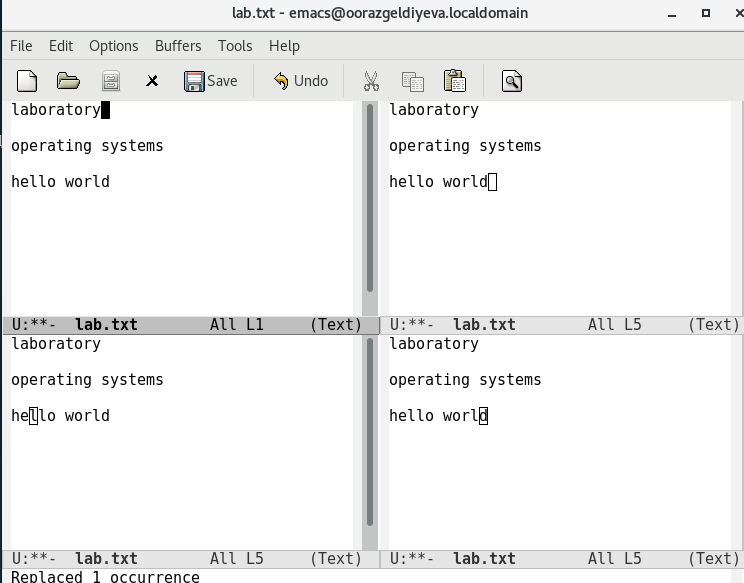 lab.txt - emacs@oorazgeldiyeva.localdomain
File Edit Options Buffers Tools Help
Save Undo
laboratory
operating systems
hello world
U:**- lab.txt All L1 (Text)
laboratory
operating systems
hello world
U:**- lab.txt All L5 (Text)
laboratory
operating systems
hello world
U:**- lab.txt All L5 (Text)
laboratory
operating systems
hello world
U:**- lab.txt All L5 (Text)
Replaced 1 occurrence